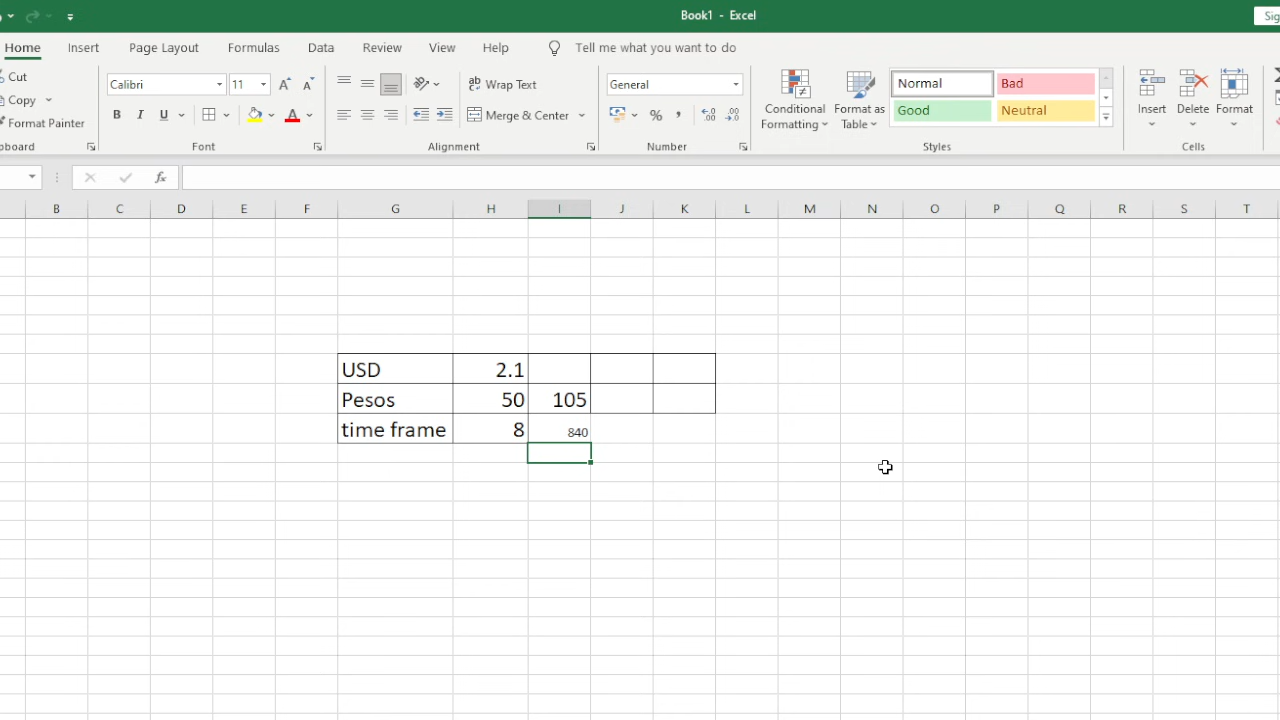 Book1 - Excel
Sig
Home Insert Page Layout Formulas Data Review View Help Tell me what you want to do
Cut
Copy
Format Painter
Calibri 11
B I U A
ab Wrap Text
Merge & Center
General
% ,
Conditional Formatting
Format as Table
Normal Bad
Good Neutral
Insert Delete Format
pboard Font Alignment Number Styles Cells
fx
B C D E F G H I J K L M N O P Q R S T
USD 2.1
Pesos 50 105
time frame 8 840